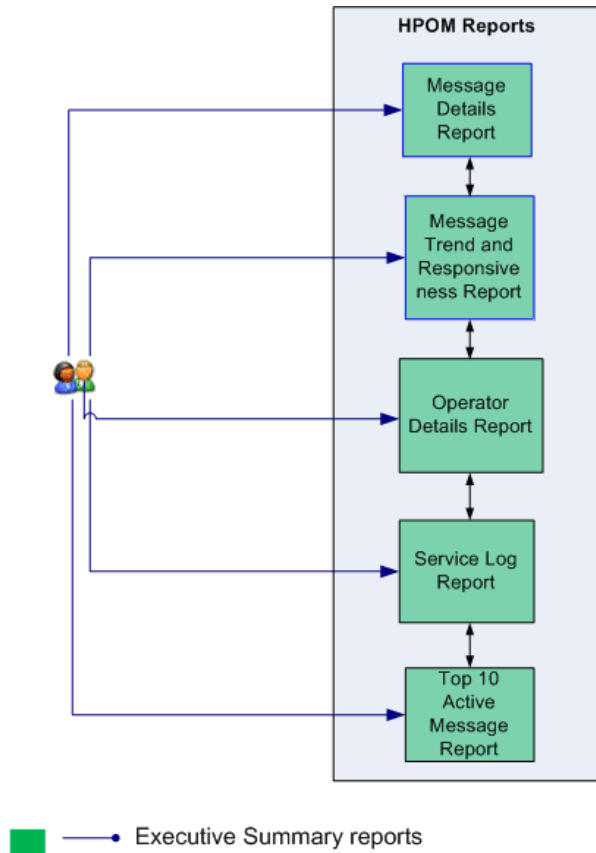 HPOM Reports
Message
Details
Report
Message
Trend and
Responsive
ness Report
Operator
Details Report
Service Log
Report
Top 10
Active
Message
Report
Executive Summary reports